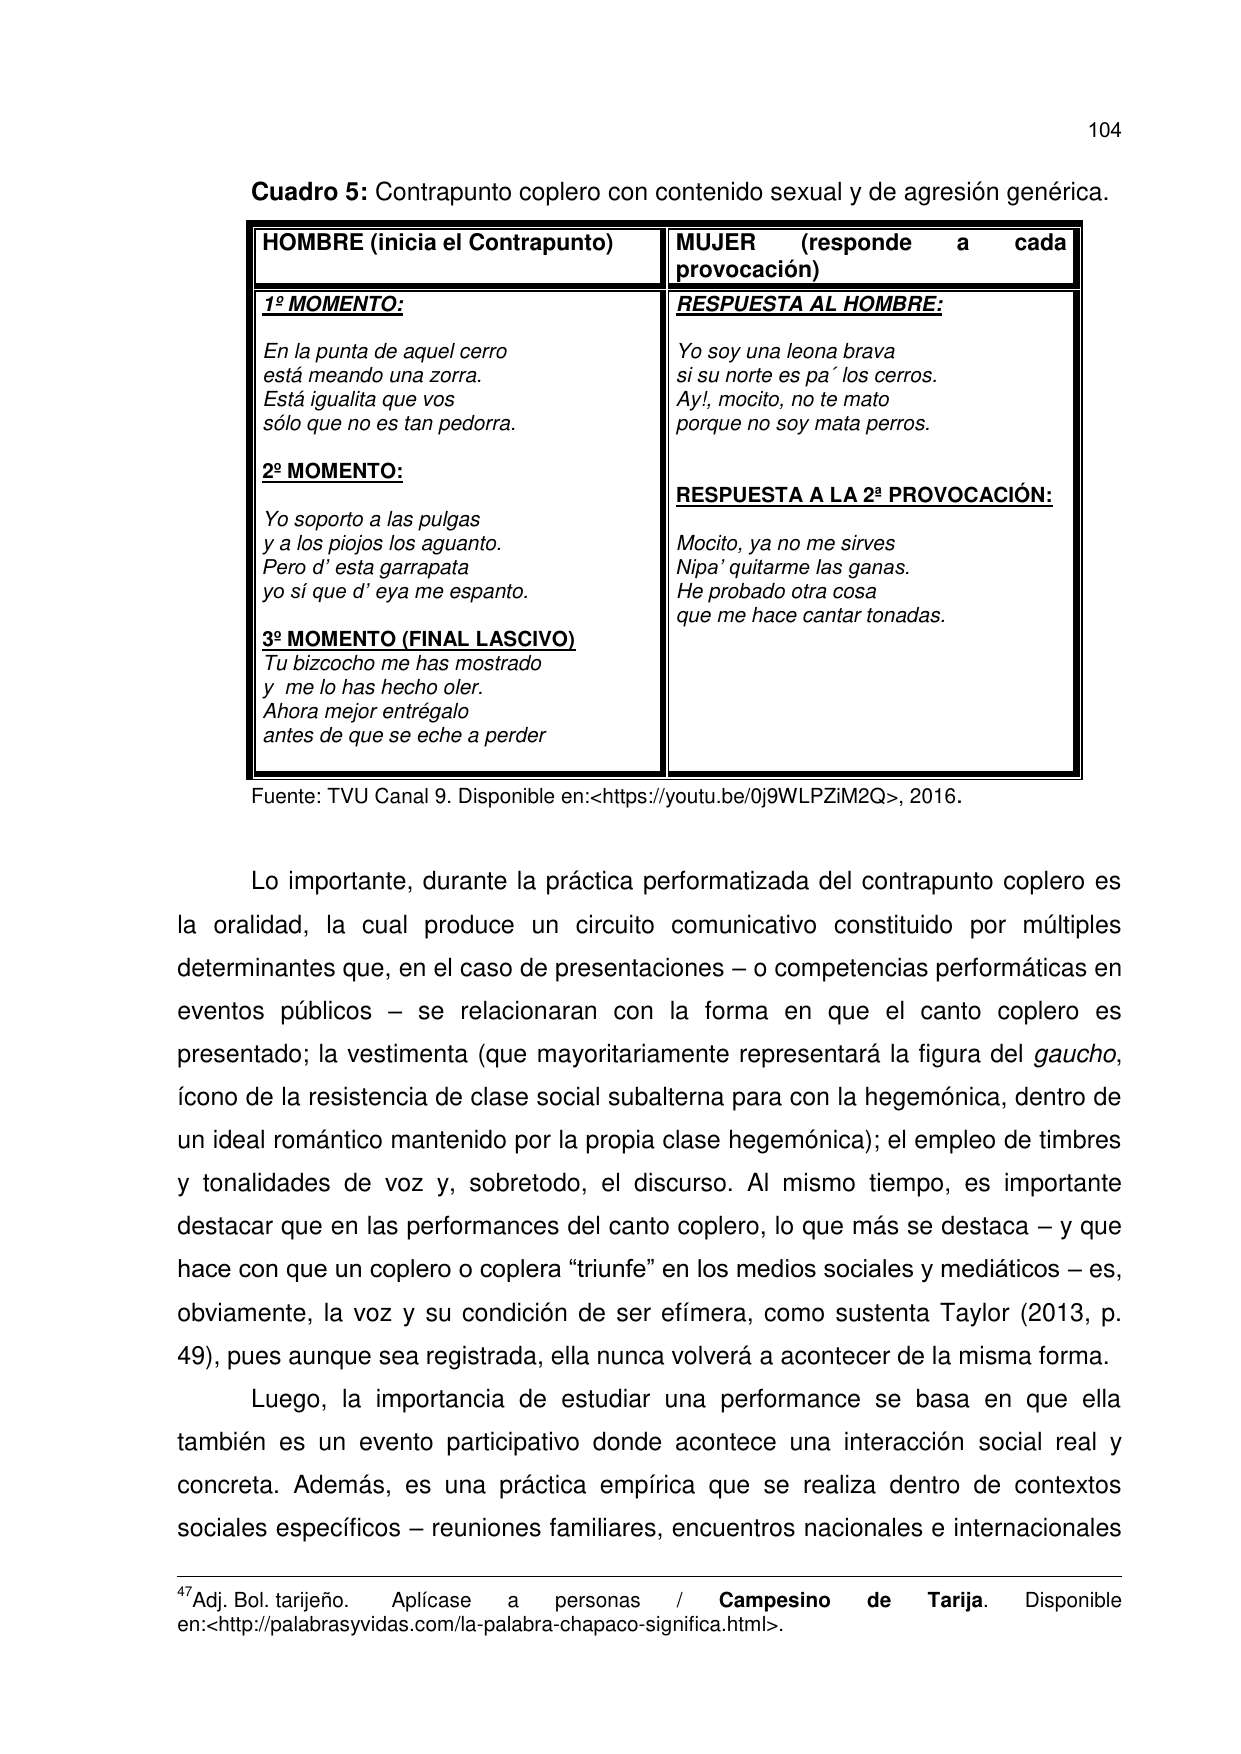 104
Cuadro 5: Contrapunto coplero con contenido sexual y de agresión genérica.
HOMBRE (inicia el Contrapunto)
MUJER (responde a cada
provocación)
1º MOMENTO:
En la punta de aquel cerro
está meando una zorra.
Está igualita que vos
sólo que no es tan pedorra.
2º MOMENTO:
Yo soporto a las pulgas
y a los piojos los aguanto.
Pero d’ esta garrapata
yo sí que d’ eya me espanto.
3º MOMENTO (FINAL LASCIVO)
Tu bizcocho me has mostrado
y me lo has hecho oler.
Ahora mejor entrégalo
antes de que se eche a perder
RESPUESTA AL HOMBRE:
Yo soy una leona brava
si su norte es pa´ los cerros.
Ay!, mocito, no te mato
porque no soy mata perros.
RESPUESTA A LA 2ª PROVOCACIÓN:
Mocito, ya no me sirves
Nipa’ quitarme las ganas.
He probado otra cosa
que me hace cantar tonadas.
Fuente: TVU Canal 9. Disponible en:<https://youtu.be/0j9WLPZiM2Q>, 2016.
Lo importante, durante la práctica performatizada del contrapunto coplero es
la oralidad, la cual produce un circuito comunicativo constituido por múltiples
determinantes que, en el caso de presentaciones – o competencias performáticas en
eventos públicos – se relacionaran con la forma en que el canto coplero es
presentado; la vestimenta (que mayoritariamente representará la figura del gaucho,
ícono de la resistencia de clase social subalterna para con la hegemónica, dentro de
un ideal romántico mantenido por la propia clase hegemónica); el empleo de timbres
y tonalidades de voz y, sobretodo, el discurso. Al mismo tiempo, es importante
destacar que en las performances del canto coplero, lo que más se destaca – y que
hace con que un coplero o coplera “triunfe” en los medios sociales y mediáticos – es,
obviamente, la voz y su condición de ser efímera, como sustenta Taylor (2013, p.
49), pues aunque sea registrada, ella nunca volverá a acontecer de la misma forma.
Luego, la importancia de estudiar una performance se basa en que ella
también es un evento participativo donde acontece una interacción social real y
concreta. Además, es una práctica empírica que se realiza dentro de contextos
sociales específicos – reuniones familiares, encuentros nacionales e internacionales
47Adj. Bol. tarijeño. Aplícase a personas / Campesino de Tarija. Disponible
en:<http://palabrasyvidas.com/la-palabra-chapaco-significa.html>.